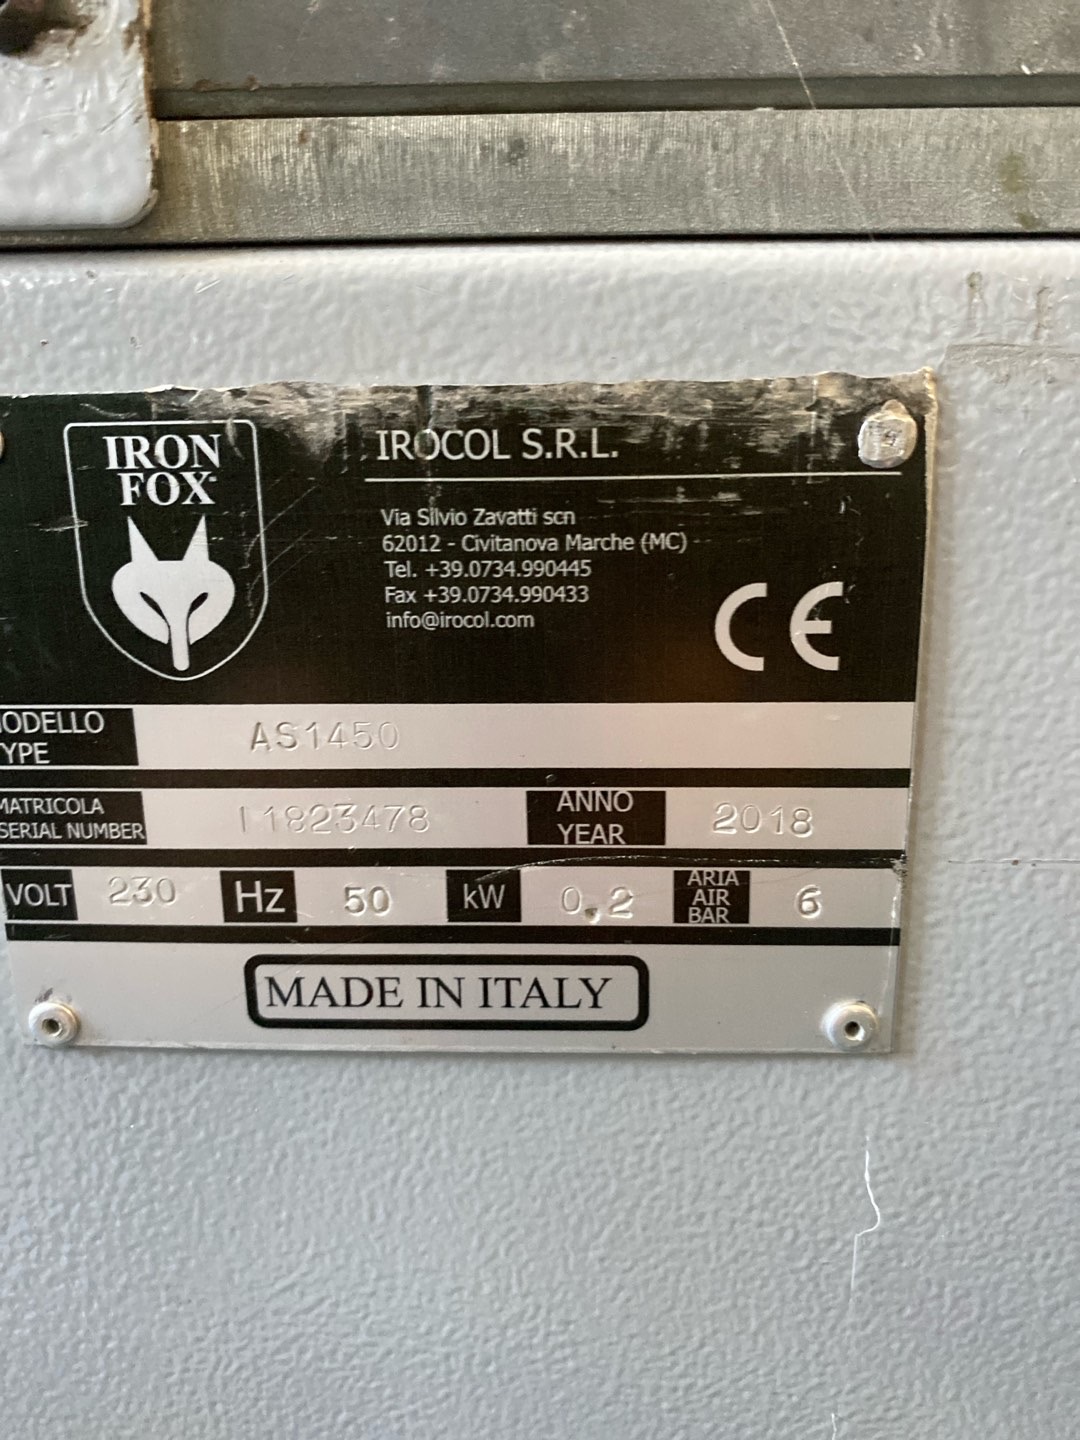 IRON
FOX
IROCOL S.R.L.
Via Silvio Zavatti scn
62012 - Civitanova Marche (MC)
Tel. +39.0734.990445
Fax +39.0734.990433
info@irocol.com
CE
ODELLO
YPE
AS1450
MATRICOLA
SERIAL NUMBER
I1823478
ANNO
YEAR
2018
VOLT
230
Hz
50
kW
0,2
ARIA
AIR
BAR
6
MADE IN ITALY